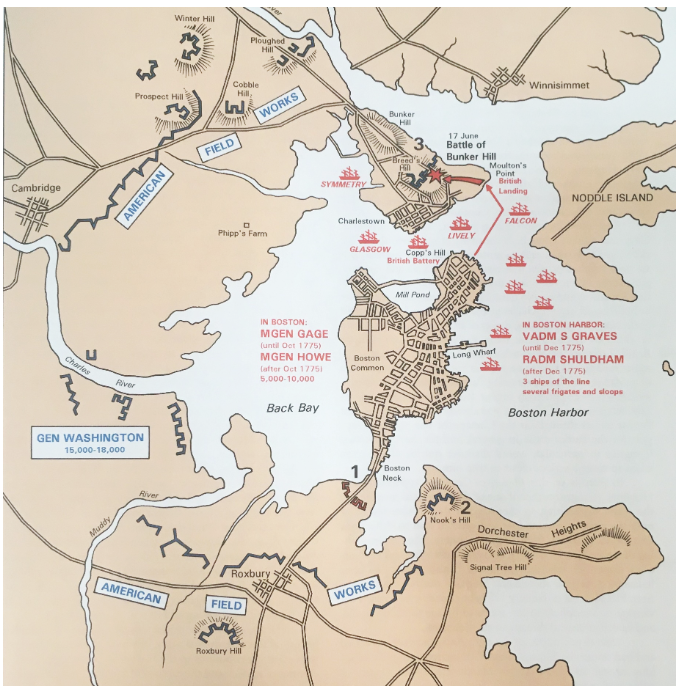 Winter Hill
ver
Ploughed
Hill
Prospect Hill
Cobble
Hill
AMERICAN
FIELD
WORKS
Winnisimmet
Bunker
Hill
3
17 June
Battle of
Bunker Hill
Breed's
Hill
Moulton's
Point
British
Landing
SYMMETRY
Cambridge
NODDLE ISLAND
Charlestown
LIVELY
FALCON
Phipp's Farm
GLASGOW
Copp's Hill
British Battery
Mill Pond
IN BOSTON:
MGEN GAGE
(until Oct 1775)
MGEN HOWE
(after Oct 1775)
5,000-10,000
IN BOSTON HARBOR:
VADM S GRAVES
(until Dec 1775)
RADM SHULDHAM
(after Dec 1775)
3 ships of the line
several frigates and sloops
Boston
Common
Long Wharf
Charles
River
Back Bay
Boston Harbor
GEN WASHINGTON
15,000-18,000
1
Boston
Neck
2
Nook's Hill
Muddy
River
Dorchester
Heights
Signal Tree Hill
Roxbury
AMERICAN
FIELD
WORKS
Roxbury Hill